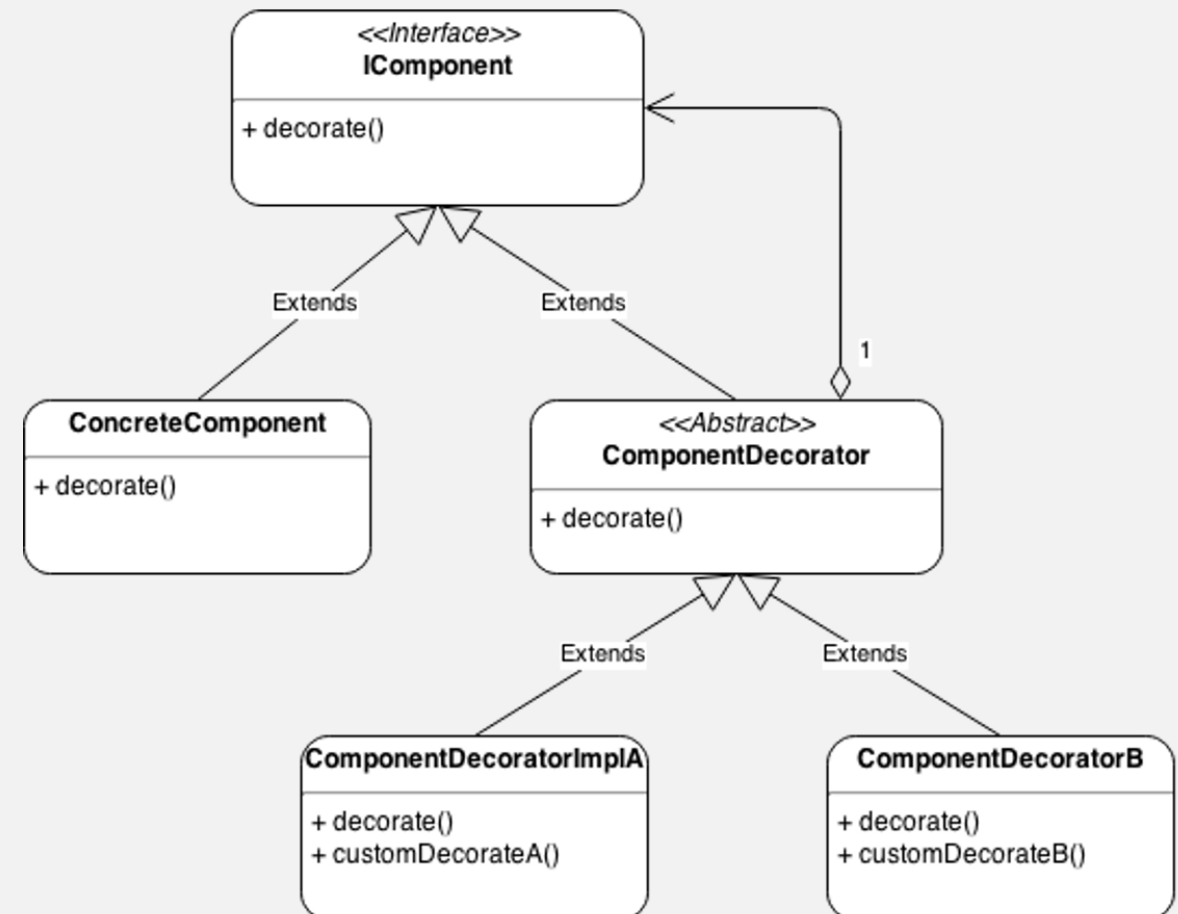 <<Interface>>
IComponent
+ decorate()
Extends
Extends
1
ConcreteComponent
+ decorate()
<<Abstract>>
ComponentDecorator
+ decorate()
Extends
Extends
ComponentDecoratorImplA
+ decorate()
+ customDecorateA()
ComponentDecoratorB
+ decorate()
+ customDecorateB()